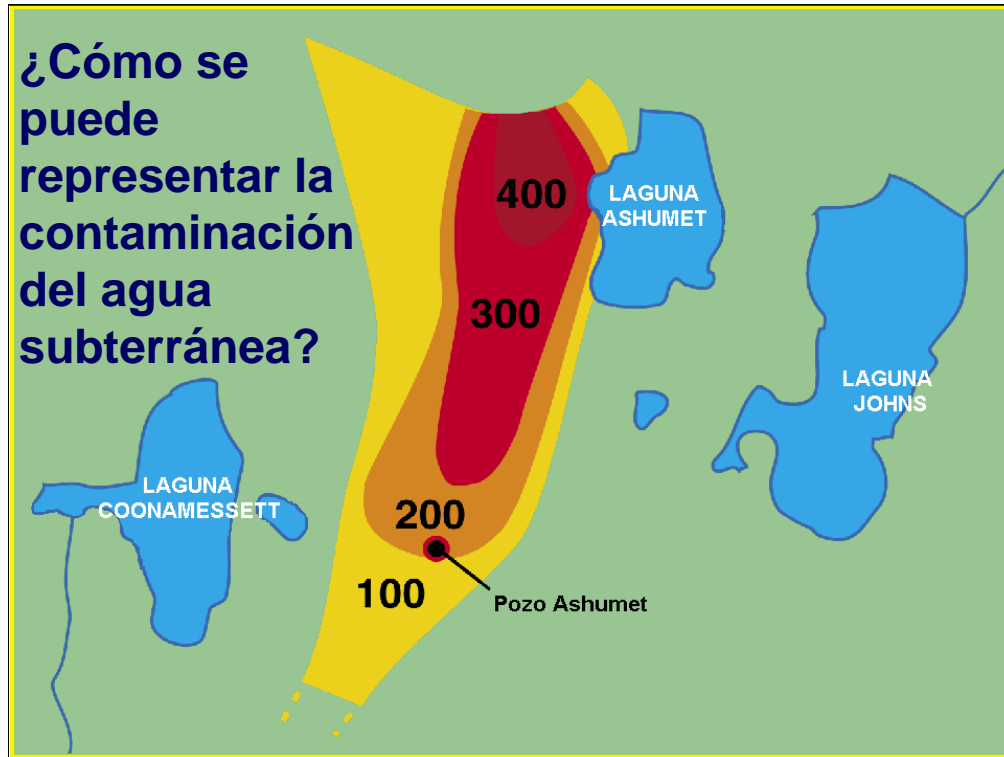 ¿Cómo se
puede
representar la
contaminación
del agua
subterránea?
400
LAGUNA
ASHUMET
300
LAGUNA
JOHNS
LAGUNA
COONAMESSETT
200
100
Pozo Ashumet